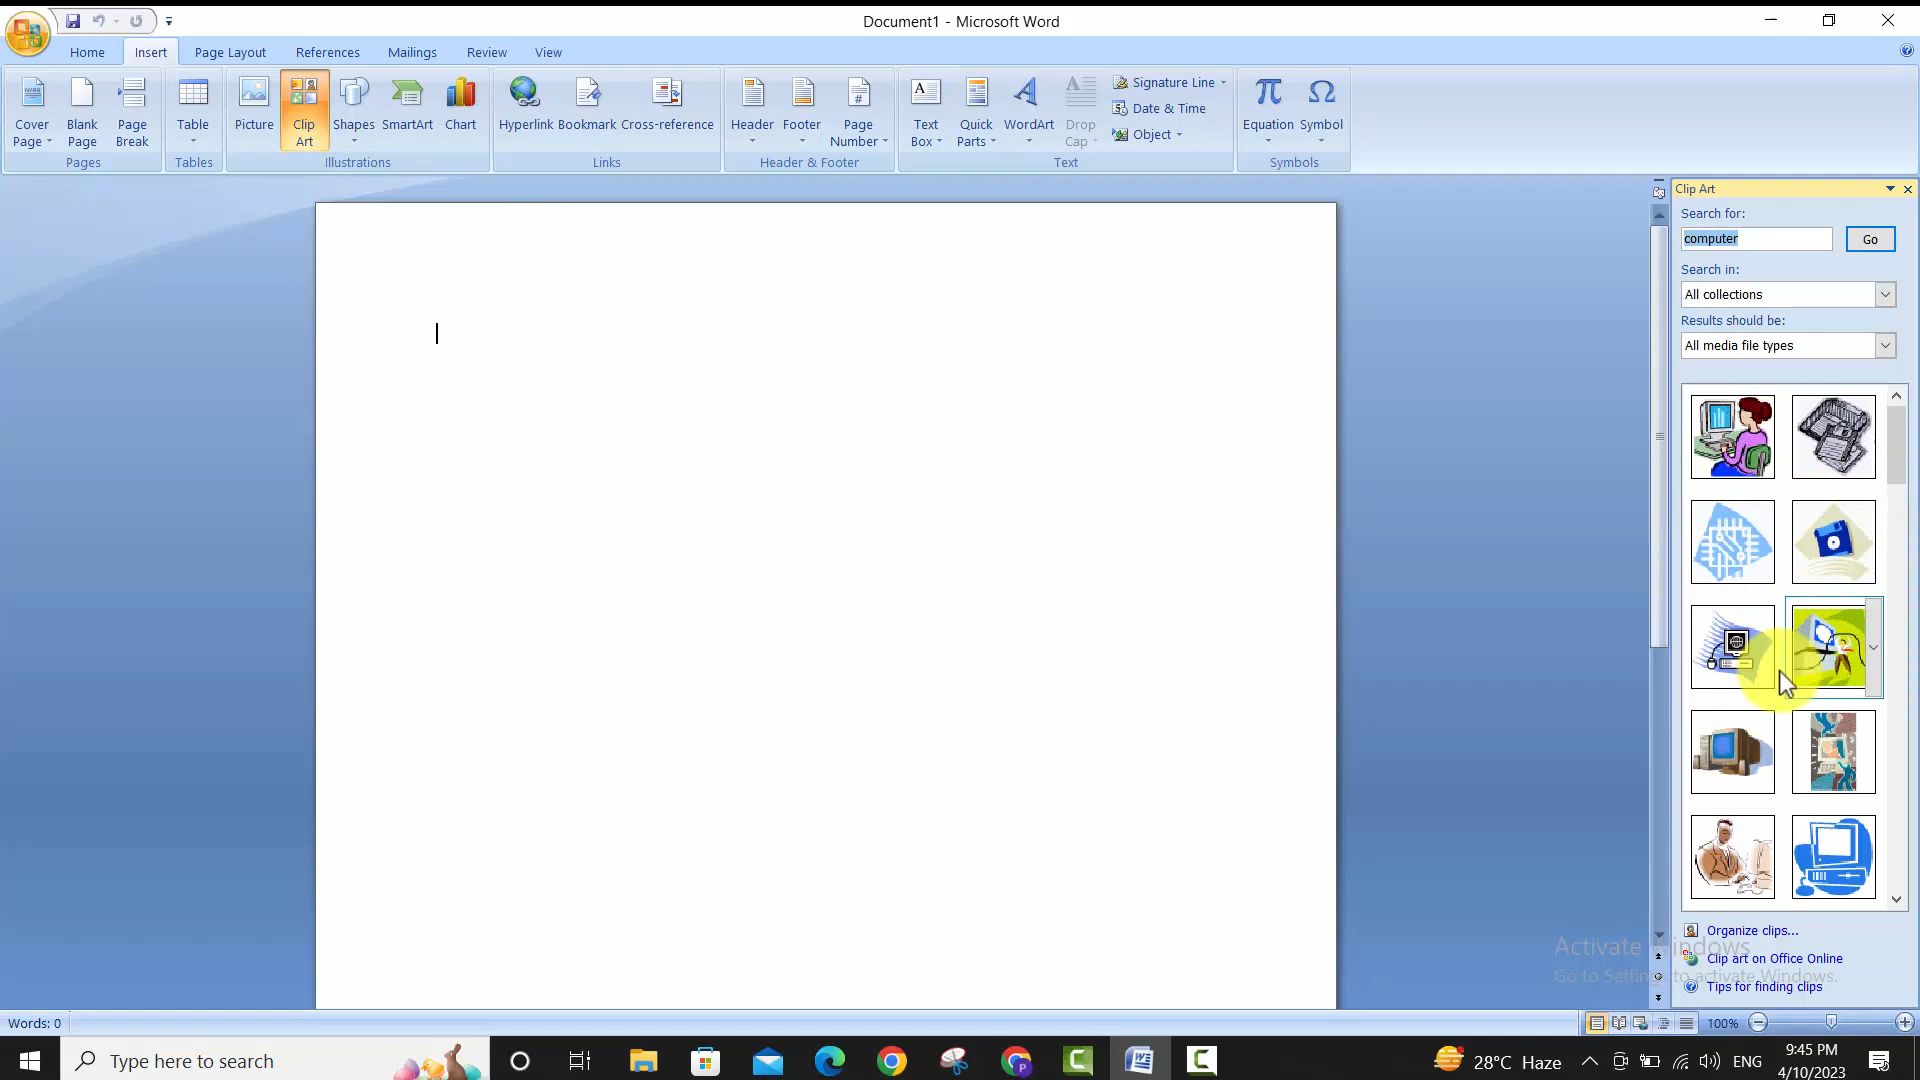 Document1 - Microsoft Word
Home Insert Page Layout References Mailings Review View
Cover Page Blank Page Page Break Table Picture Clip Art Shapes SmartArt Chart Hyperlink Bookmark Cross-reference Header Footer Page Number Text Box Quick Parts WordArt Drop Cap Signature Line Date & Time Object Equation Symbol
Pages Tables Illustrations Links Header & Footer Text Symbols
Clip Art
Search for:
computer Go
Search in:
All collections
Results should be:
All media file types
Organize clips...
Clip art on Office Online
Tips for finding clips
Activate Windows
Go to Settings to activate Windows.
Words: 0 100%
Type here to search 28°C Haze ENG 9:45 PM
4/10/2023